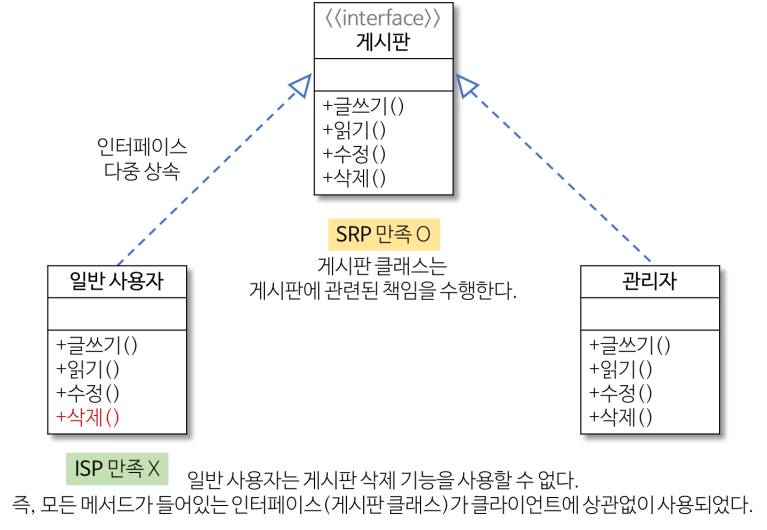 《interface》
게시판
+글쓰기()
+읽기()
+수정()
+삭제()
인터페이스
다중 상속
SRP 만족 O
게시판 클래스는
게시판에 관련된 책임을 수행한다.
일반 사용자
+글쓰기()
+읽기()
+수정()
+삭제()
관리자
+글쓰기()
+읽기()
+수정()
+삭제()
ISP 만족 X
일반 사용자는 게시판 삭제 기능을 사용할 수 없다.
즉, 모든 메서드가 들어있는 인터페이스(게시판 클래스)가 클라이언트에 상관없이 사용되었다.